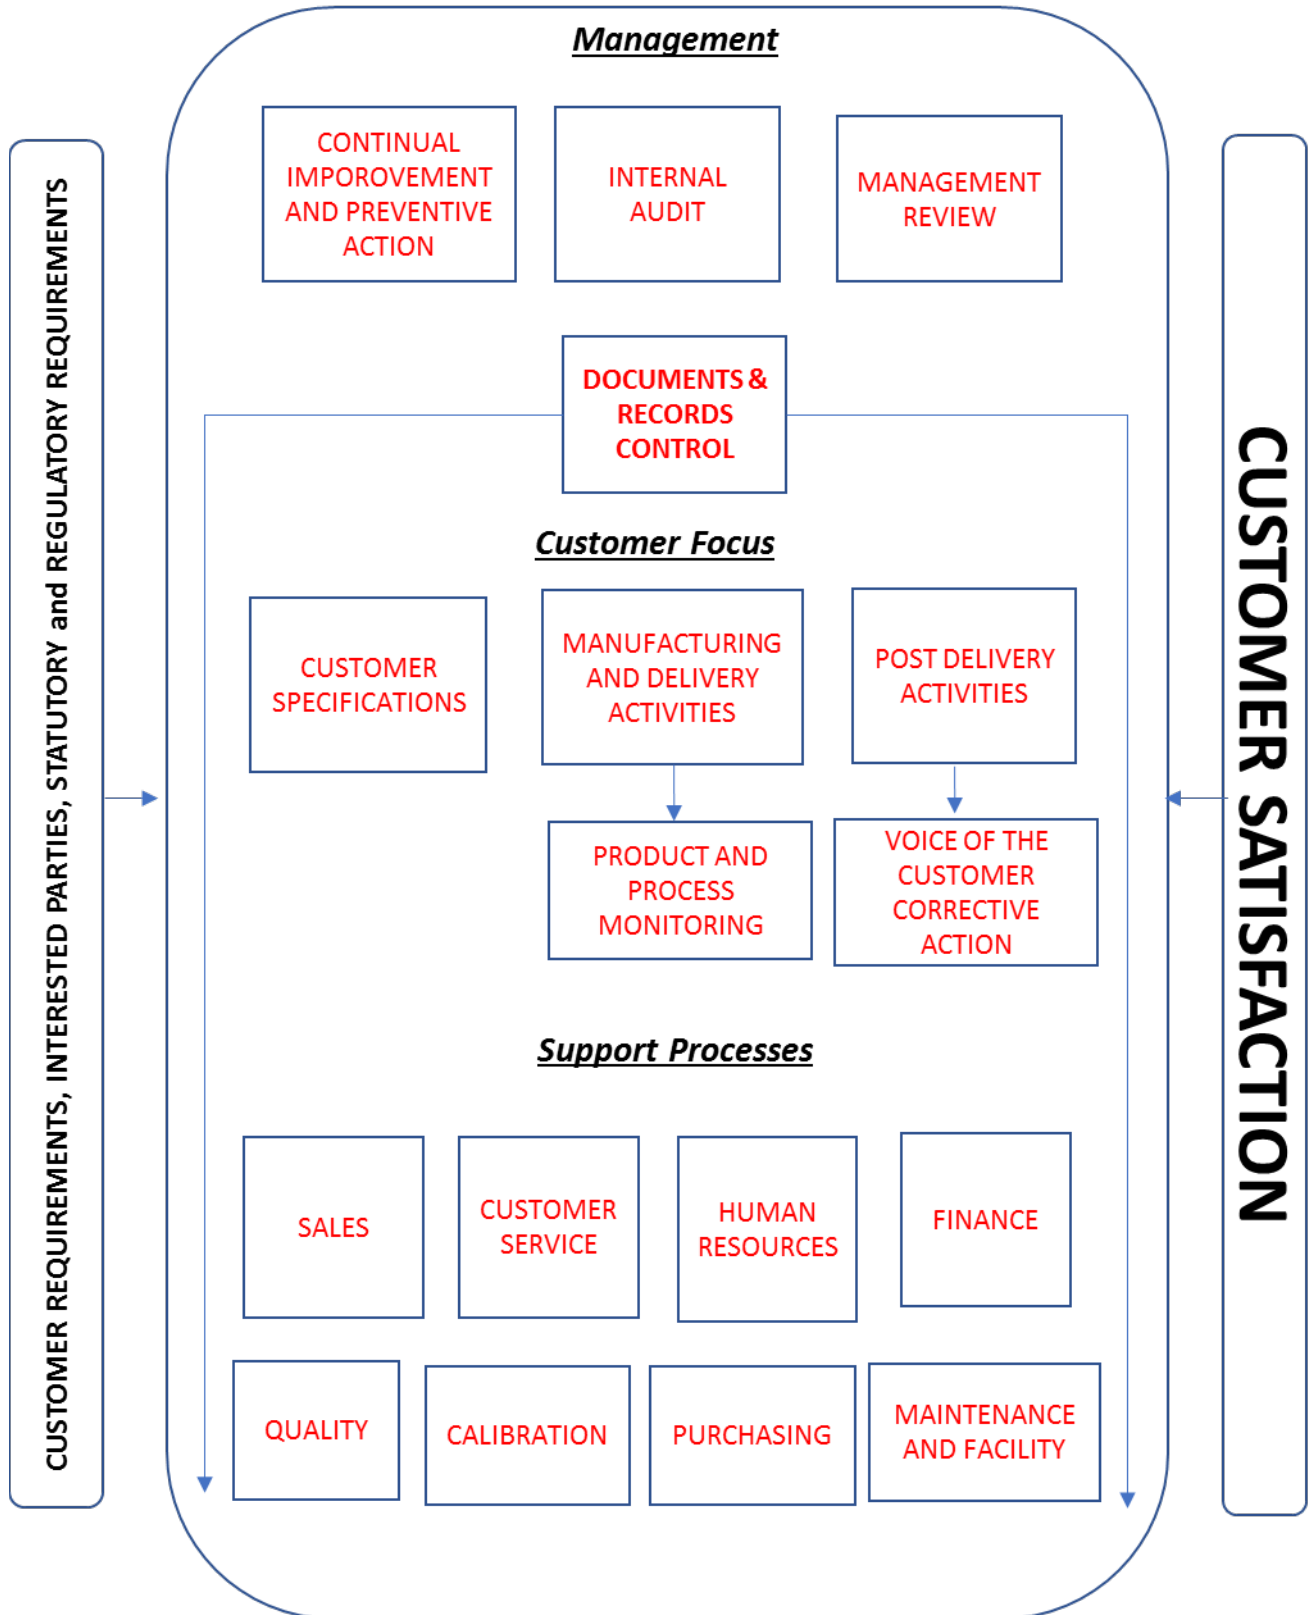 Management
CONTINUAL
IMPOROVEMENT
AND PREVENTIVE
ACTION
INTERNAL
AUDIT
MANAGEMENT
REVIEW
DOCUMENTS &
RECORDS
CONTROL
CUSTOMER REQUIREMENTS, INTERESTED PARTIES, STATUTORY and REGULATORY REQUIREMENTS
Customer Focus
CUSTOMER
SPECIFICATIONS
MANUFACTURING
AND DELIVERY
ACTIVITIES
POST DELIVERY
ACTIVITIES
PRODUCT AND
PROCESS
MONITORING
VOICE OF THE
CUSTOMER
CORRECTIVE
ACTION
CUSTOMER SATISFACTION
Support Processes
SALES
CUSTOMER
SERVICE
HUMAN
RESOURCES
FINANCE
QUALITY
CALIBRATION
PURCHASING
MAINTENANCE
AND FACILITY